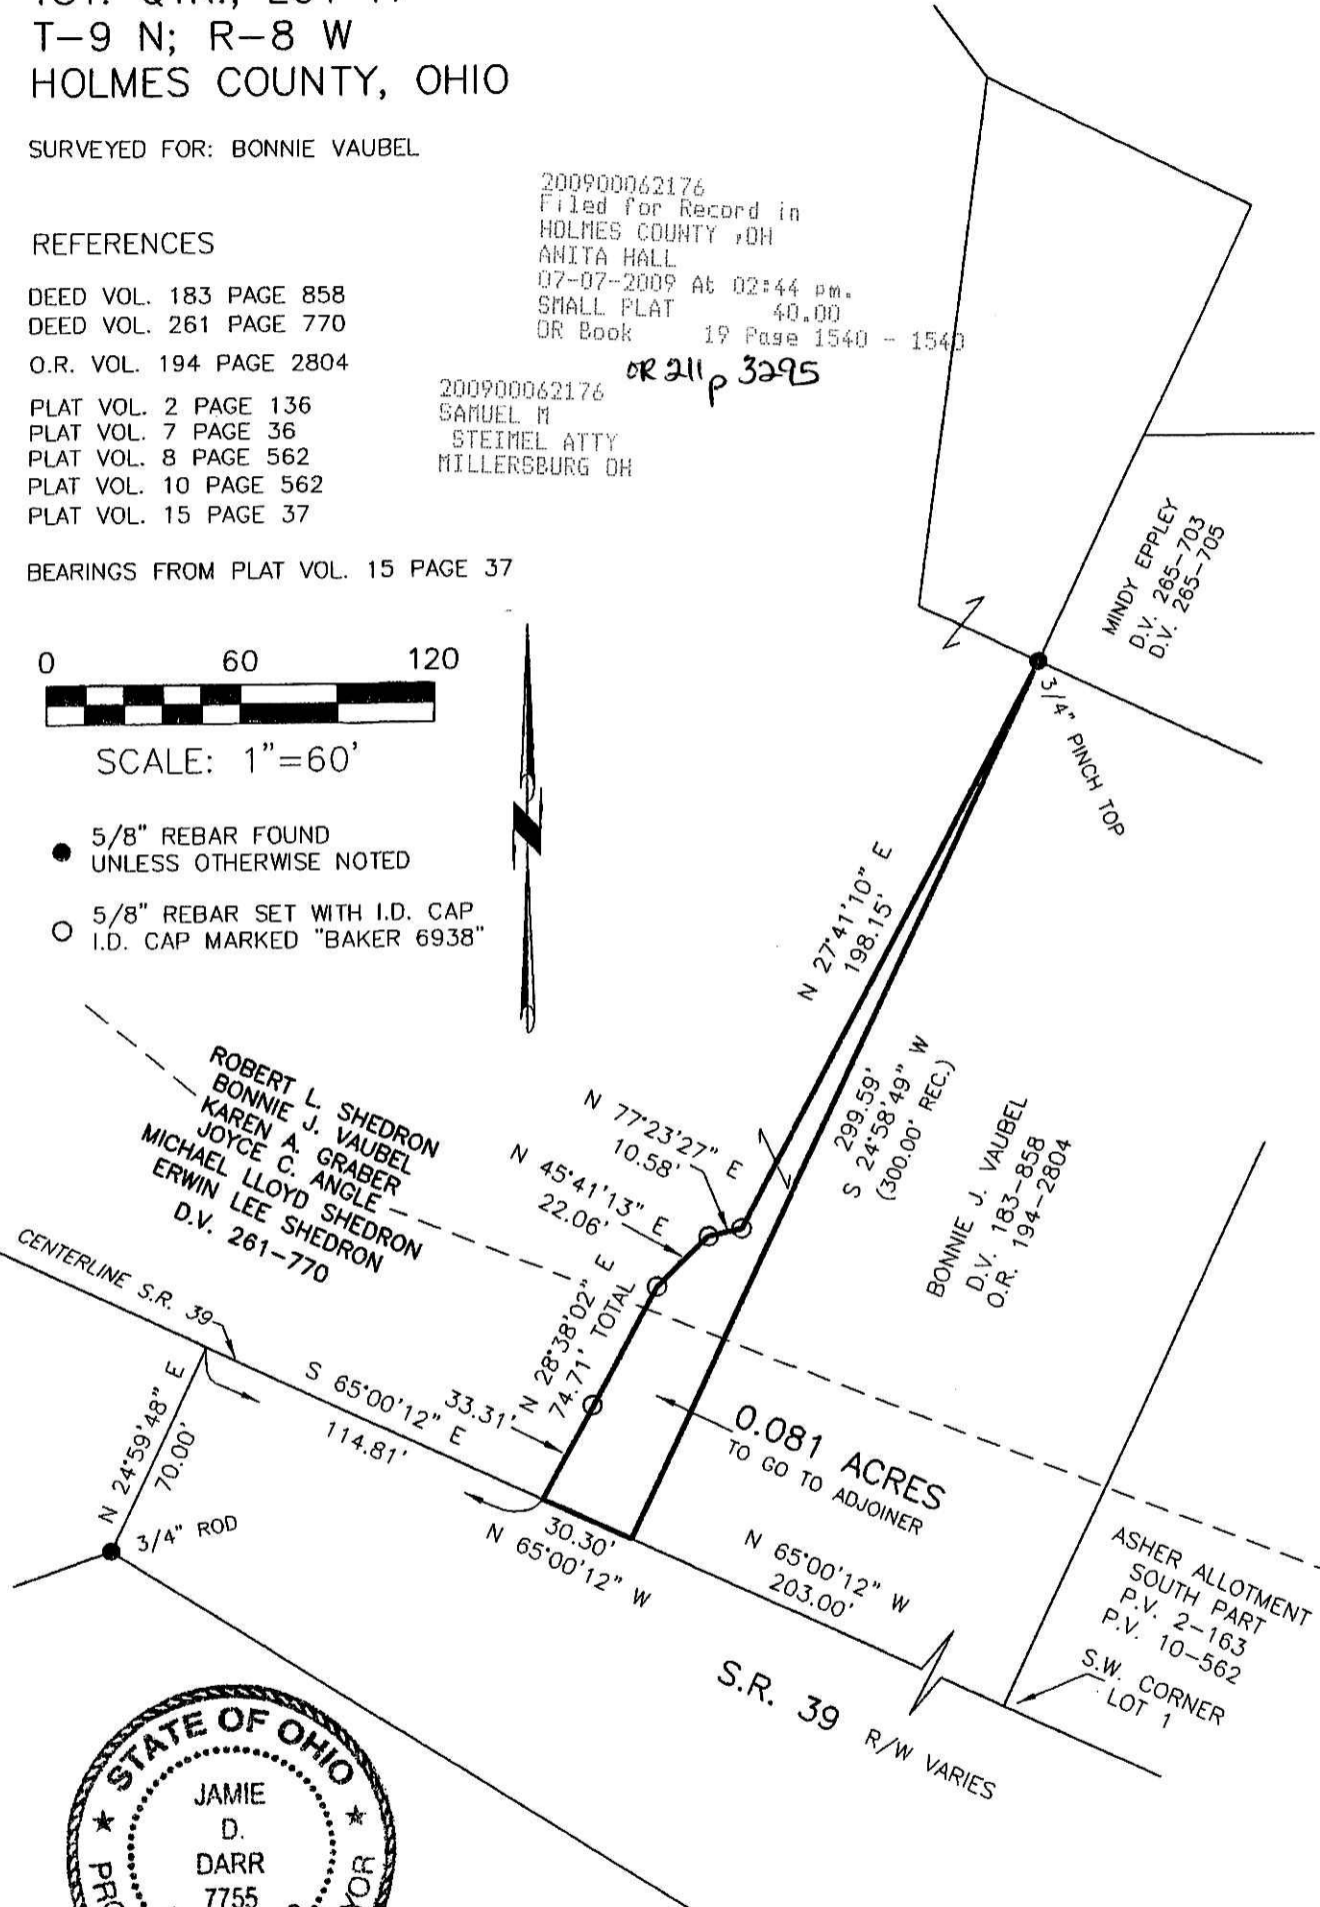 T-9 N; R-8 W
HOLMES COUNTY, OHIO
SURVEYED FOR: BONNIE VAUBEL
REFERENCES
DEED VOL. 183 PAGE 858
DEED VOL. 261 PAGE 770
O.R. VOL. 194 PAGE 2804
PLAT VOL. 2 PAGE 136
PLAT VOL. 7 PAGE 36
PLAT VOL. 8 PAGE 562
PLAT VOL. 10 PAGE 562
PLAT VOL. 15 PAGE 37
BEARINGS FROM PLAT VOL. 15 PAGE 37
200900062176
Filed for Record in
HOLMES COUNTY ,OH
ANITA HALL
07-07-2009 At 02:44 pm.
SMALL PLAT 40.00
OR Book 19 Page 1540 - 1540
OR 211 p 3295
200900062176
SAMUEL M
STEIMEL ATTY
MILLERSBURG OH
0 60 120
SCALE: 1"=60'
5/8" REBAR FOUND
UNLESS OTHERWISE NOTED
5/8" REBAR SET WITH I.D. CAP
I.D. CAP MARKED "BAKER 6938"
MINDY EPPLEY
D.V. 265-703
D.V. 265-705
3/4" PINCH TOP
N 27°41'10" E
198.15'
299.59'
S 24°58'49" W
(300.00' REC.)
BONNIE J. VAUBEL
D.V. 183-858
O.R. 194-2804
ROBERT L. SHEDRON
BONNIE J. VAUBEL
KAREN A. GRABER
JOYCE C. ANGLE
MICHAEL LLOYD SHEDRON
ERWIN LEE SHEDRON
D.V. 261-770
N 77°23'27" E
10.58'
N 45°41'13" E
22.06'
N 28°38'02" E
74.71' TOTAL
33.31'
CENTERLINE S.R. 39
S 65°00'12" E
114.81'
N 24°59'48" E
70.00'
3/4" ROD
30.30'
N 65°00'12" W
0.081 ACRES
TO GO TO ADJOINER
N 65°00'12" W
203.00'
ASHER ALLOTMENT
SOUTH PART
P.V. 2-163
P.V. 10-562
S.W. CORNER
LOT 1
S.R. 39 R/W VARIES
STATE OF OHIO
JAMIE
D.
DARR
7755